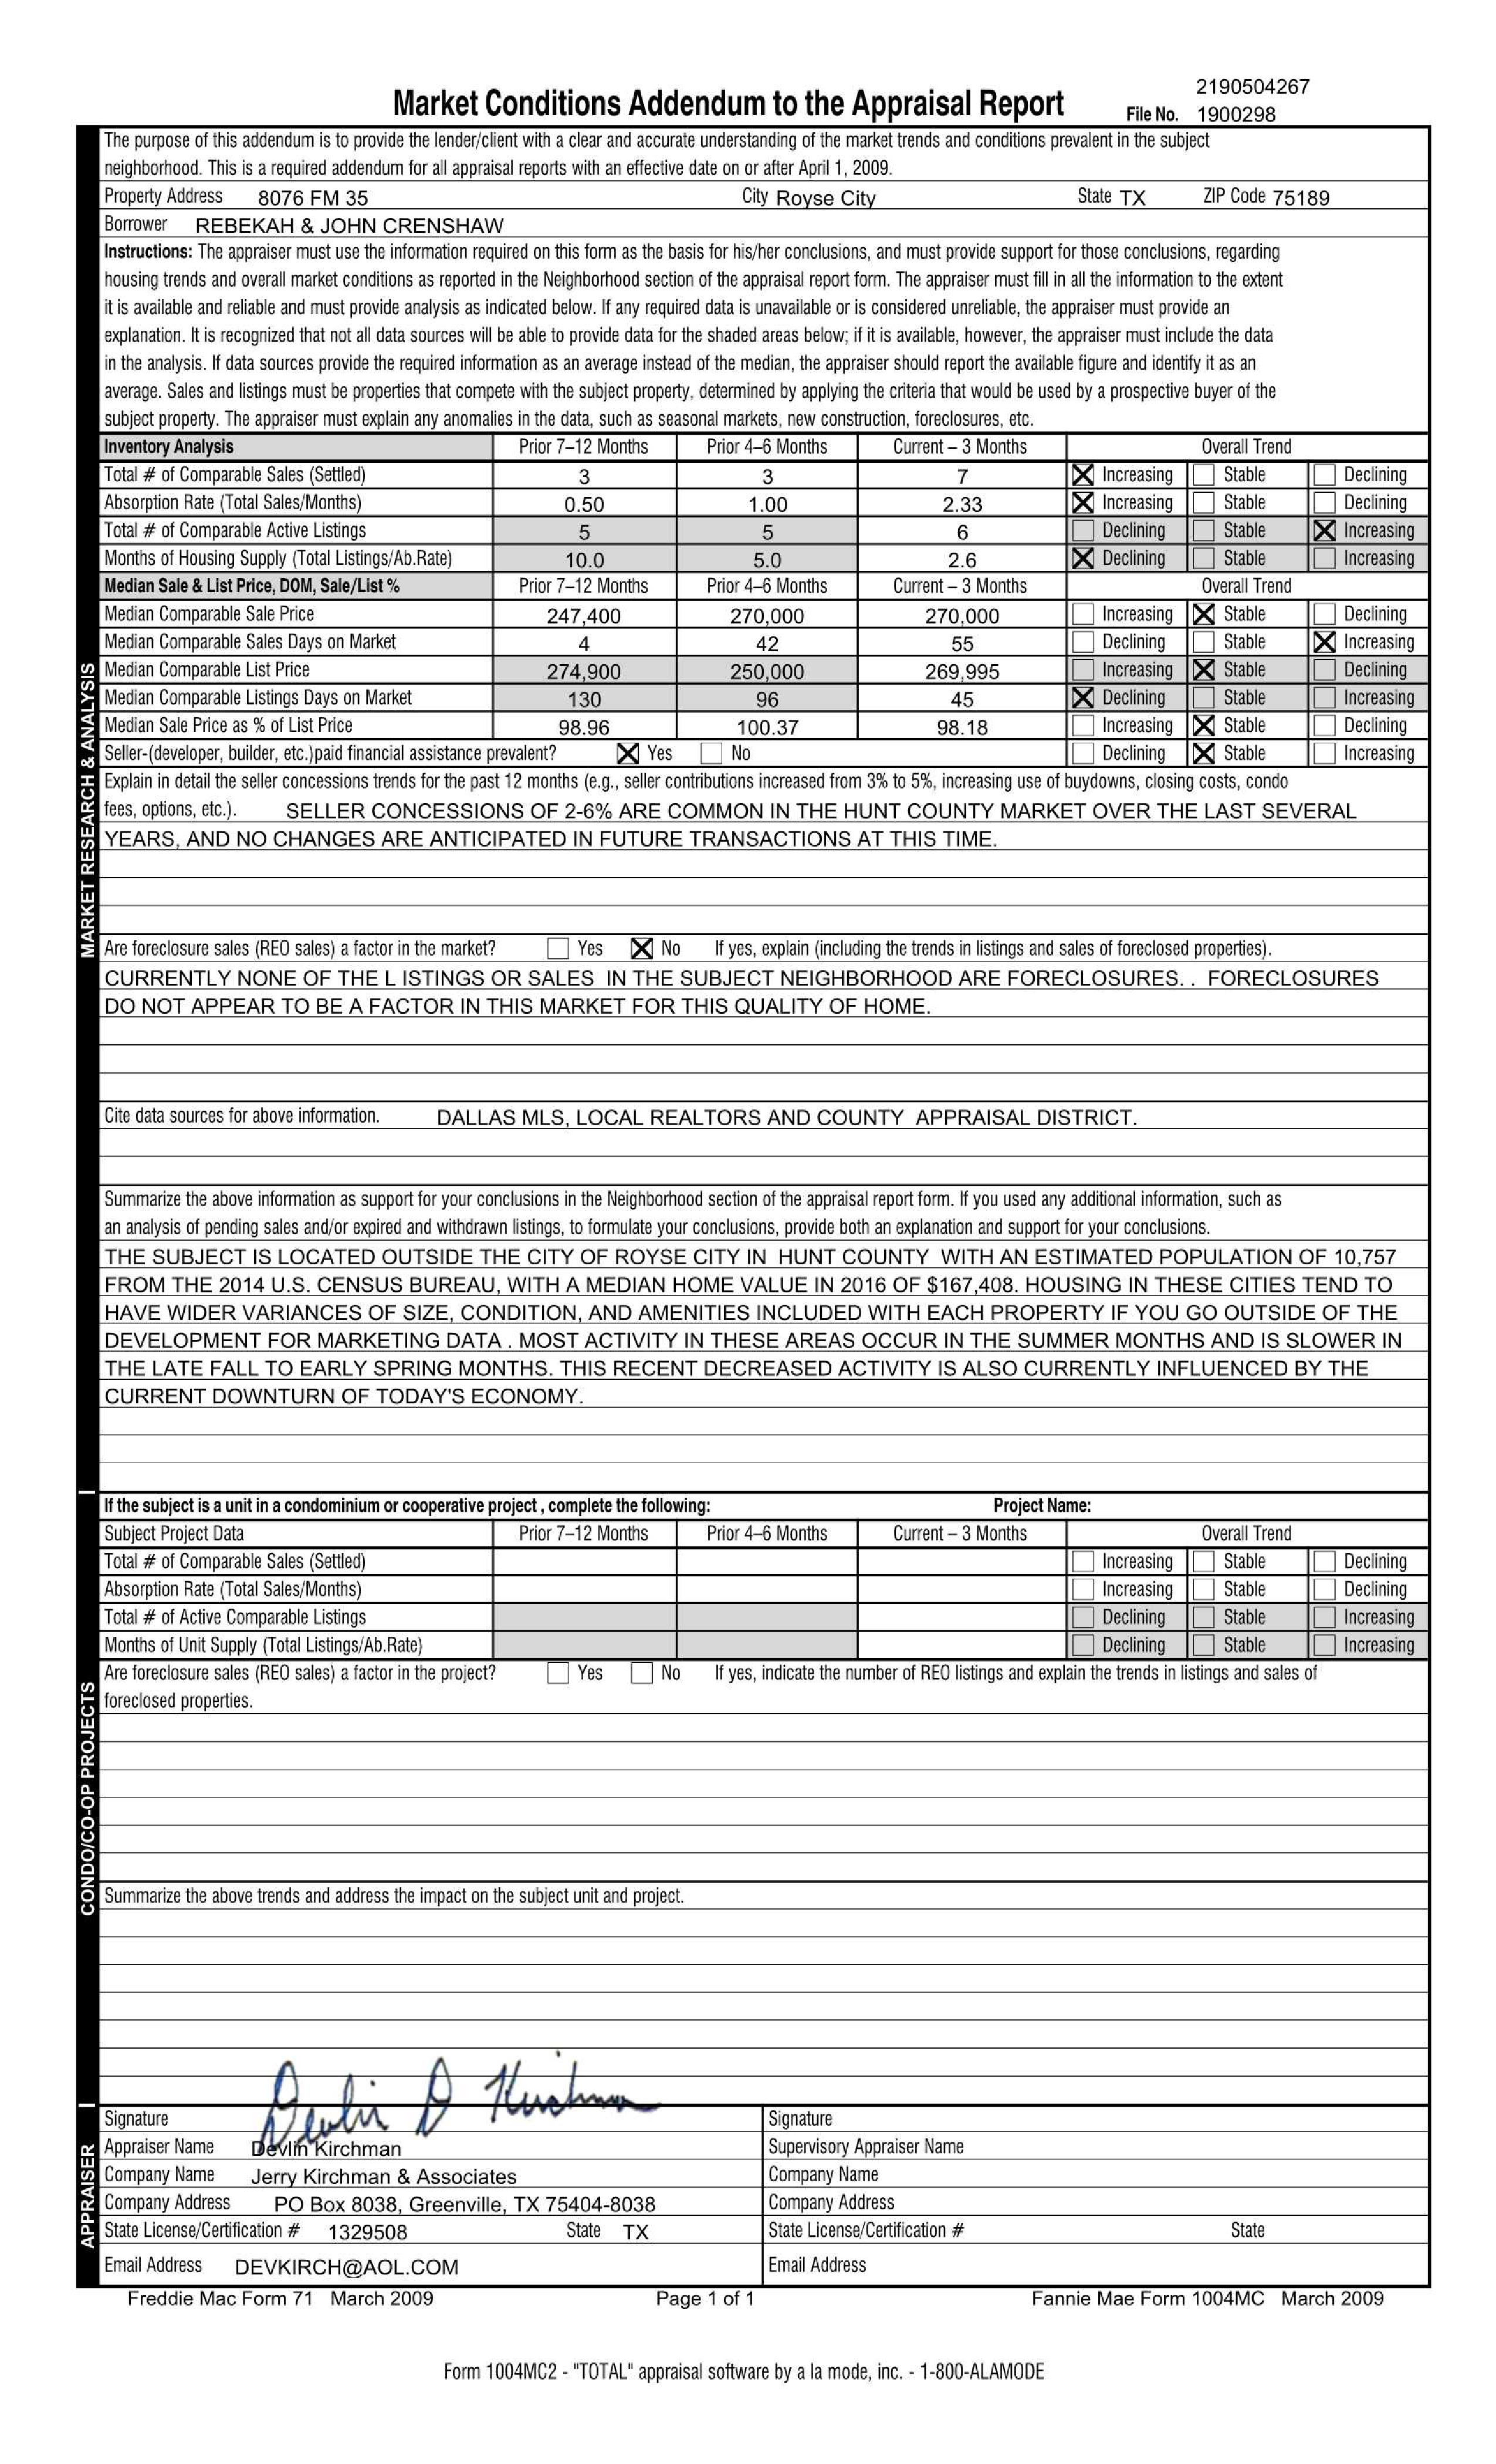 2190504267
Market Conditions Addendum to the Appraisal Report File No. 1900298
The purpose of this addendum is to provide the lender/client with a clear and accurate understanding of the market trends and conditions prevalent in the subject
neighborhood. This is a required addendum for all appraisal reports with an effective date on or after April 1, 2009.
Property Address 8076 FM 35 City Royse City State TX ZIP Code 75189
Borrower REBEKAH & JOHN CRENSHAW
Instructions: The appraiser must use the information required on this form as the basis for his/her conclusions, and must provide support for those conclusions, regarding
housing trends and overall market conditions as reported in the Neighborhood section of the appraisal report form. The appraiser must fill in all the information to the extent
it is available and reliable and must provide analysis as indicated below. If any required data is unavailable or is considered unreliable, the appraiser must provide an
explanation. It is recognized that not all data sources will be able to provide data for the shaded areas below; if it is available, however, the appraiser must include the data
in the analysis. If data sources provide the required information as an average instead of the median, the appraiser should report the available figure and identify it as an
average. Sales and listings must be properties that compete with the subject property, determined by applying the criteria that would be used by a prospective buyer of the
subject property. The appraiser must explain any anomalies in the data, such as seasonal markets, new construction, foreclosures, etc.
Inventory Analysis Prior 7–12 Months Prior 4–6 Months Current – 3 Months Overall Trend
Total # of Comparable Sales (Settled) 3 3 7 Increasing Stable Declining
Absorption Rate (Total Sales/Months) 0.50 1.00 2.33 Increasing Stable Declining
Total # of Comparable Active Listings 5 5 6 Declining Stable Increasing
Months of Housing Supply (Total Listings/Ab.Rate) 10.0 5.0 2.6 Declining Stable Increasing
Median Sale & List Price, DOM, Sale/List % Prior 7–12 Months Prior 4–6 Months Current – 3 Months Overall Trend
Median Comparable Sale Price 247,400 270,000 270,000 Increasing Stable Declining
Median Comparable Sales Days on Market 4 42 55 Declining Stable Increasing
Median Comparable List Price 274,900 250,000 269,995 Increasing Stable Declining
Median Comparable Listings Days on Market 130 96 45 Declining Stable Increasing
Median Sale Price as % of List Price 98.96 100.37 98.18 Increasing Stable Declining
Seller-(developer, builder, etc.)paid financial assistance prevalent? Yes No Declining Stable Increasing
Explain in detail the seller concessions trends for the past 12 months (e.g., seller contributions increased from 3% to 5%, increasing use of buydowns, closing costs, condo
fees, options, etc.). SELLER CONCESSIONS OF 2-6% ARE COMMON IN THE HUNT COUNTY MARKET OVER THE LAST SEVERAL
YEARS, AND NO CHANGES ARE ANTICIPATED IN FUTURE TRANSACTIONS AT THIS TIME.
MARKET RESEARCH & ANALYSIS
Are foreclosure sales (REO sales) a factor in the market? Yes No If yes, explain (including the trends in listings and sales of foreclosed properties).
CURRENTLY NONE OF THE L ISTINGS OR SALES IN THE SUBJECT NEIGHBORHOOD ARE FORECLOSURES. . FORECLOSURES
DO NOT APPEAR TO BE A FACTOR IN THIS MARKET FOR THIS QUALITY OF HOME.
Cite data sources for above information. DALLAS MLS, LOCAL REALTORS AND COUNTY APPRAISAL DISTRICT.
Summarize the above information as support for your conclusions in the Neighborhood section of the appraisal report form. If you used any additional information, such as
an analysis of pending sales and/or expired and withdrawn listings, to formulate your conclusions, provide both an explanation and support for your conclusions.
THE SUBJECT IS LOCATED OUTSIDE THE CITY OF ROYSE CITY IN HUNT COUNTY WITH AN ESTIMATED POPULATION OF 10,757
FROM THE 2014 U.S. CENSUS BUREAU, WITH A MEDIAN HOME VALUE IN 2016 OF $167,408. HOUSING IN THESE CITIES TEND TO
HAVE WIDER VARIANCES OF SIZE, CONDITION, AND AMENITIES INCLUDED WITH EACH PROPERTY IF YOU GO OUTSIDE OF THE
DEVELOPMENT FOR MARKETING DATA . MOST ACTIVITY IN THESE AREAS OCCUR IN THE SUMMER MONTHS AND IS SLOWER IN
THE LATE FALL TO EARLY SPRING MONTHS. THIS RECENT DECREASED ACTIVITY IS ALSO CURRENTLY INFLUENCED BY THE
CURRENT DOWNTURN OF TODAY'S ECONOMY.
If the subject is a unit in a condominium or cooperative project , complete the following: Project Name:
Subject Project Data Prior 7–12 Months Prior 4–6 Months Current – 3 Months Overall Trend
Total # of Comparable Sales (Settled) Increasing Stable Declining
Absorption Rate (Total Sales/Months) Increasing Stable Declining
Total # of Active Comparable Listings Declining Stable Increasing
Months of Unit Supply (Total Listings/Ab.Rate) Declining Stable Increasing
Are foreclosure sales (REO sales) a factor in the project? Yes No If yes, indicate the number of REO listings and explain the trends in listings and sales of
foreclosed properties.
CONDO/CO-OP PROJECTS
Summarize the above trends and address the impact on the subject unit and project.
Devlin D Kirchman
Signature Signature
Appraiser Name Devlin Kirchman Supervisory Appraiser Name
Company Name Jerry Kirchman & Associates Company Name
Company Address PO Box 8038, Greenville, TX 75404-8038 Company Address
State License/Certification # 1329508 State TX State License/Certification # State
Email Address DEVKIRCH@AOL.COM Email Address
APPRAISER
Freddie Mac Form 71 March 2009 Page 1 of 1 Fannie Mae Form 1004MC March 2009
Form 1004MC2 - "TOTAL" appraisal software by a la mode, inc. - 1-800-ALAMODE